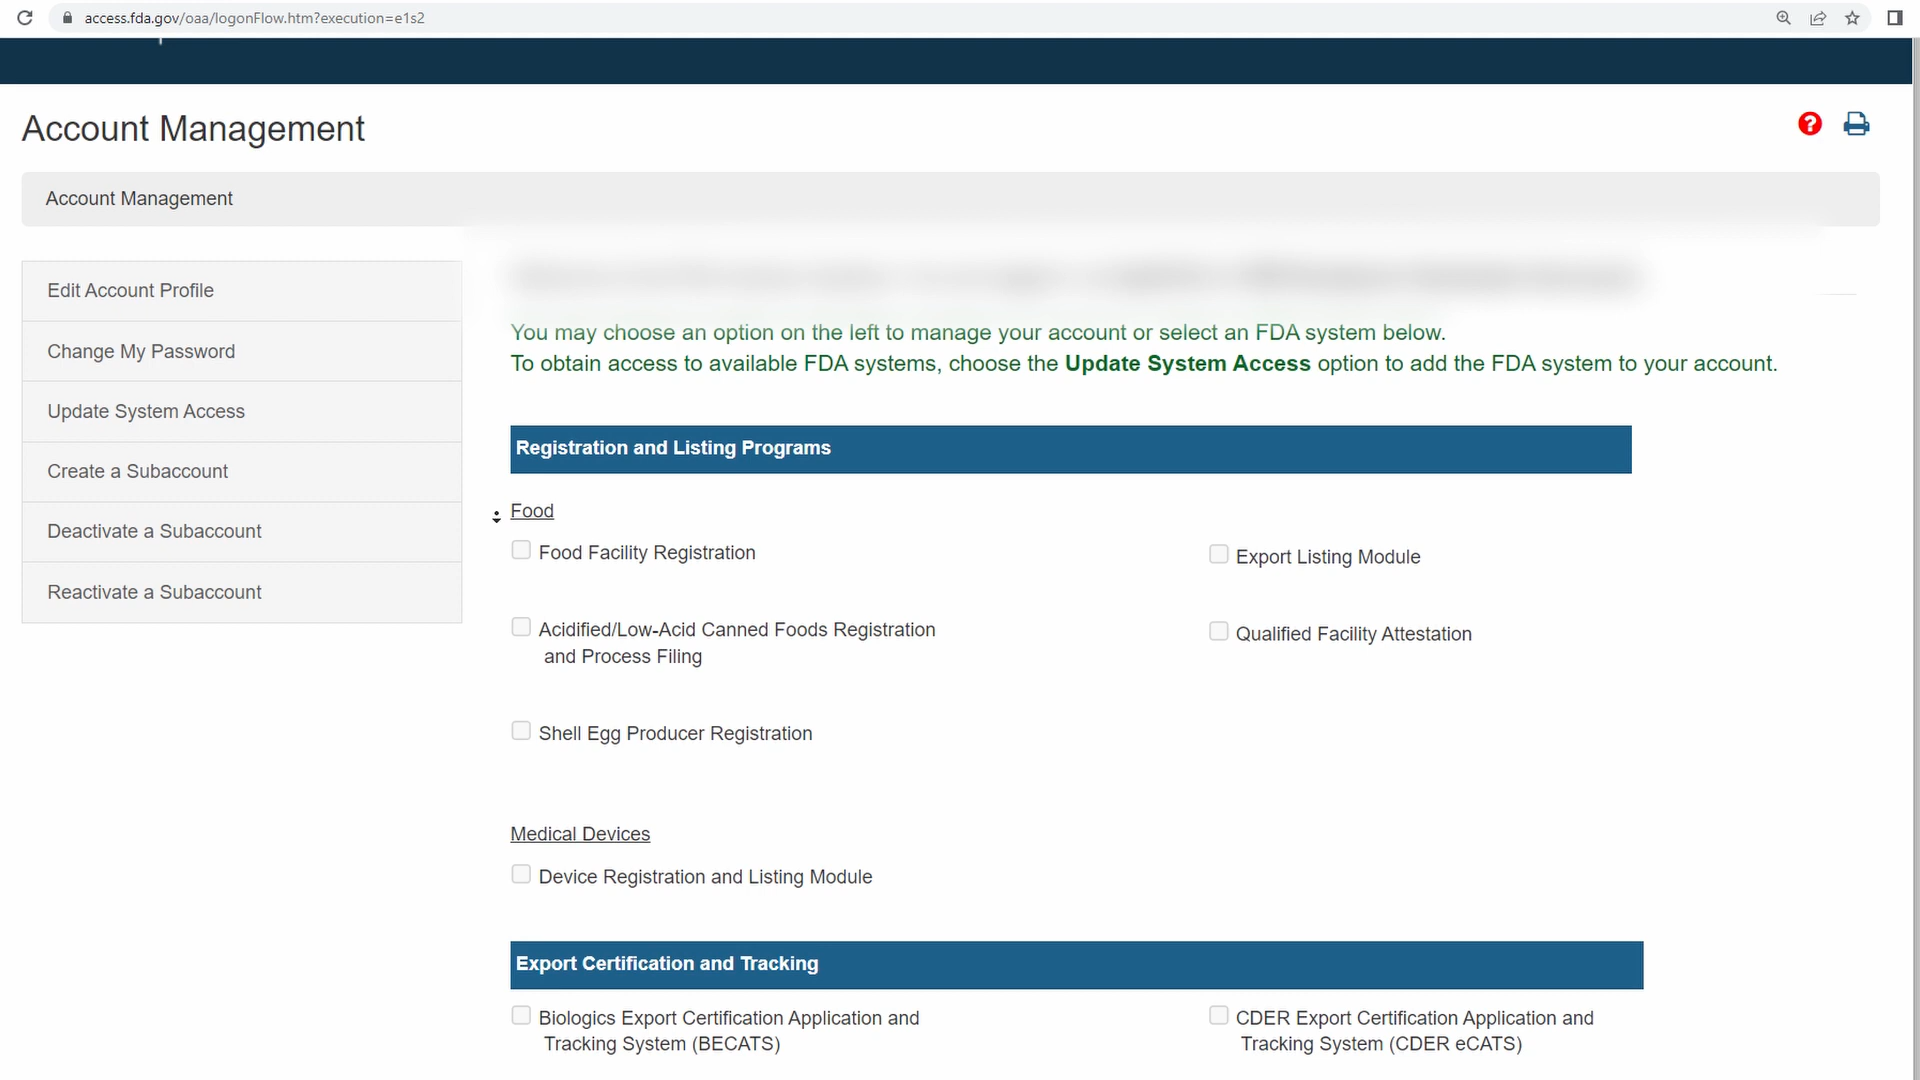 access.fda.gov/oaa/logonFlow.htm?execution=e1s2
Account Management
?
Account Management
Edit Account Profile
Change My Password
Update System Access
Create a Subaccount
Deactivate a Subaccount
Reactivate a Subaccount
You may choose an option on the left to manage your account or select an FDA system below.
To obtain access to available FDA systems, choose the Update System Access option to add the FDA system to your account.
Registration and Listing Programs
Food
Food Facility Registration
Export Listing Module
Acidified/Low-Acid Canned Foods Registration
and Process Filing
Qualified Facility Attestation
Shell Egg Producer Registration
Medical Devices
Device Registration and Listing Module
Export Certification and Tracking
Biologics Export Certification Application and
Tracking System (BECATS)
CDER Export Certification Application and
Tracking System (CDER eCATS)